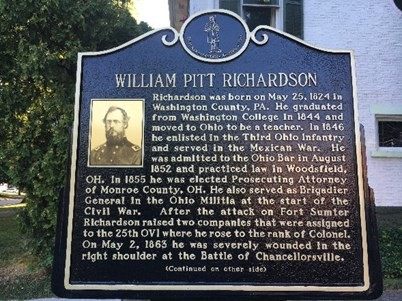 WILLIAM PITT RICHARDSON
Richardson was born on May 25, 1824 in
Washington County, PA. He graduated
from Washington College in 1844 and
moved to Ohio to be a teacher. In 1846
he enlisted in the Third Ohio Infantry
and served in the Mexican War. He
was admitted to the Ohio Bar in August
1852 and practiced law in Woodsfield,
OH. In 1855 he was elected Prosecuting Attorney
of Monroe County, OH. He also served as Brigadier
General in the Ohio Militia at the start of the
Civil War. After the attack on Fort Sumter
Richardson raised two companies that were assigned
to the 25th OVI where he rose to the rank of Colonel.
On May 2, 1863 he was severely wounded in the
right shoulder at the Battle of Chancellorsville.
(Continued on other side)